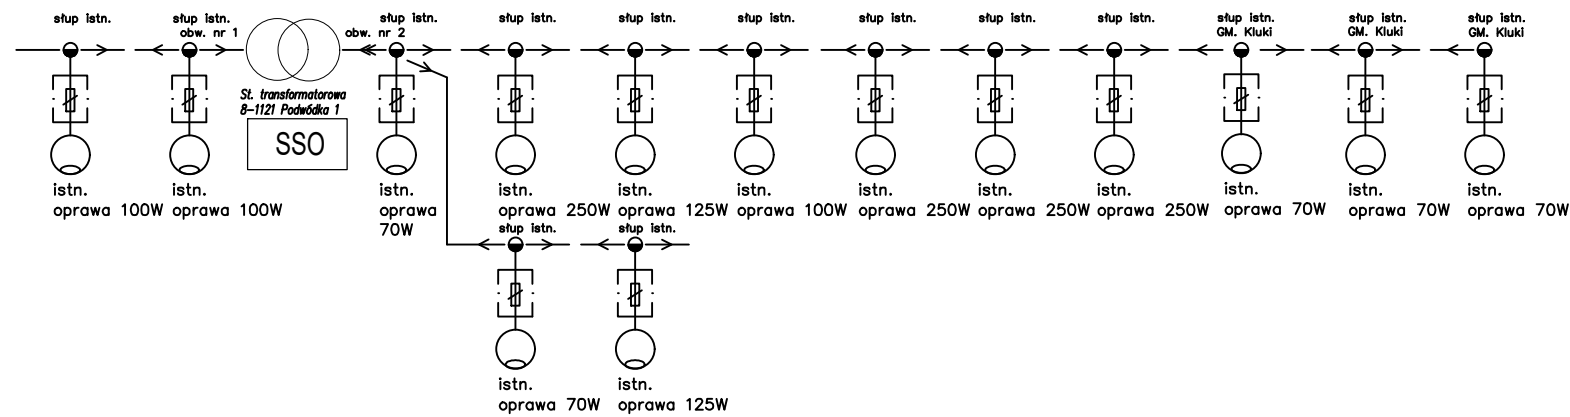 słup istn.
słup istn.
obw. nr 1
obw. nr 2
słup istn.
słup istn.
słup istn.
słup istn.
słup istn.
słup istn.
słup istn.
słup istn.
GM. Kluki
słup istn.
GM. Kluki
słup istn.
GM. Kluki
St. transformatorowa
8-1121 Podwódka 1
SSO
istn.
oprawa 100W
istn.
oprawa 100W
istn.
oprawa
70W
istn.
oprawa 250W
istn.
oprawa 125W
istn.
oprawa 100W
istn.
oprawa 250W
istn.
oprawa 250W
istn.
oprawa 250W
istn.
oprawa 70W
istn.
oprawa 70W
istn.
oprawa 70W
słup istn.
słup istn.
istn.
oprawa 70W
istn.
oprawa 125W